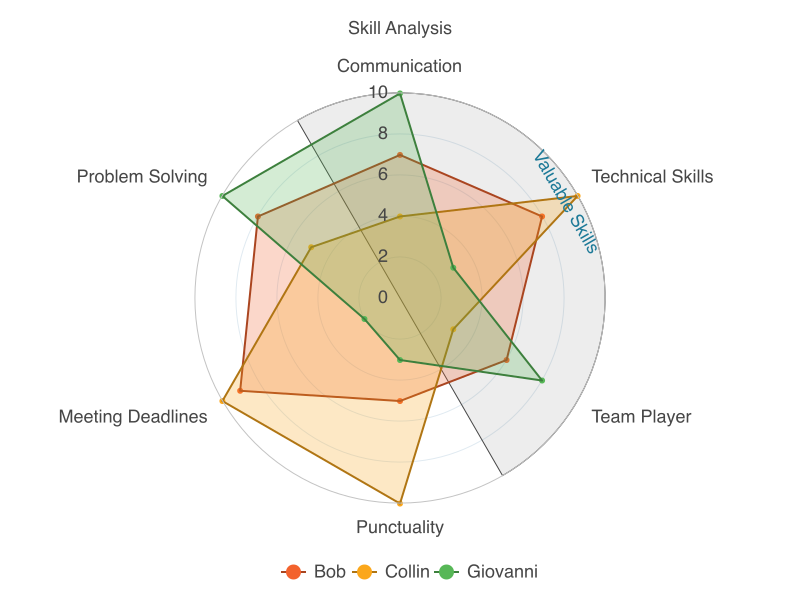 Skill Analysis
Communication
10
8
6
4
2
0
Problem Solving
Technical Skills
Valuable Skills
Meeting Deadlines
Team Player
Punctuality
Bob Collin Giovanni